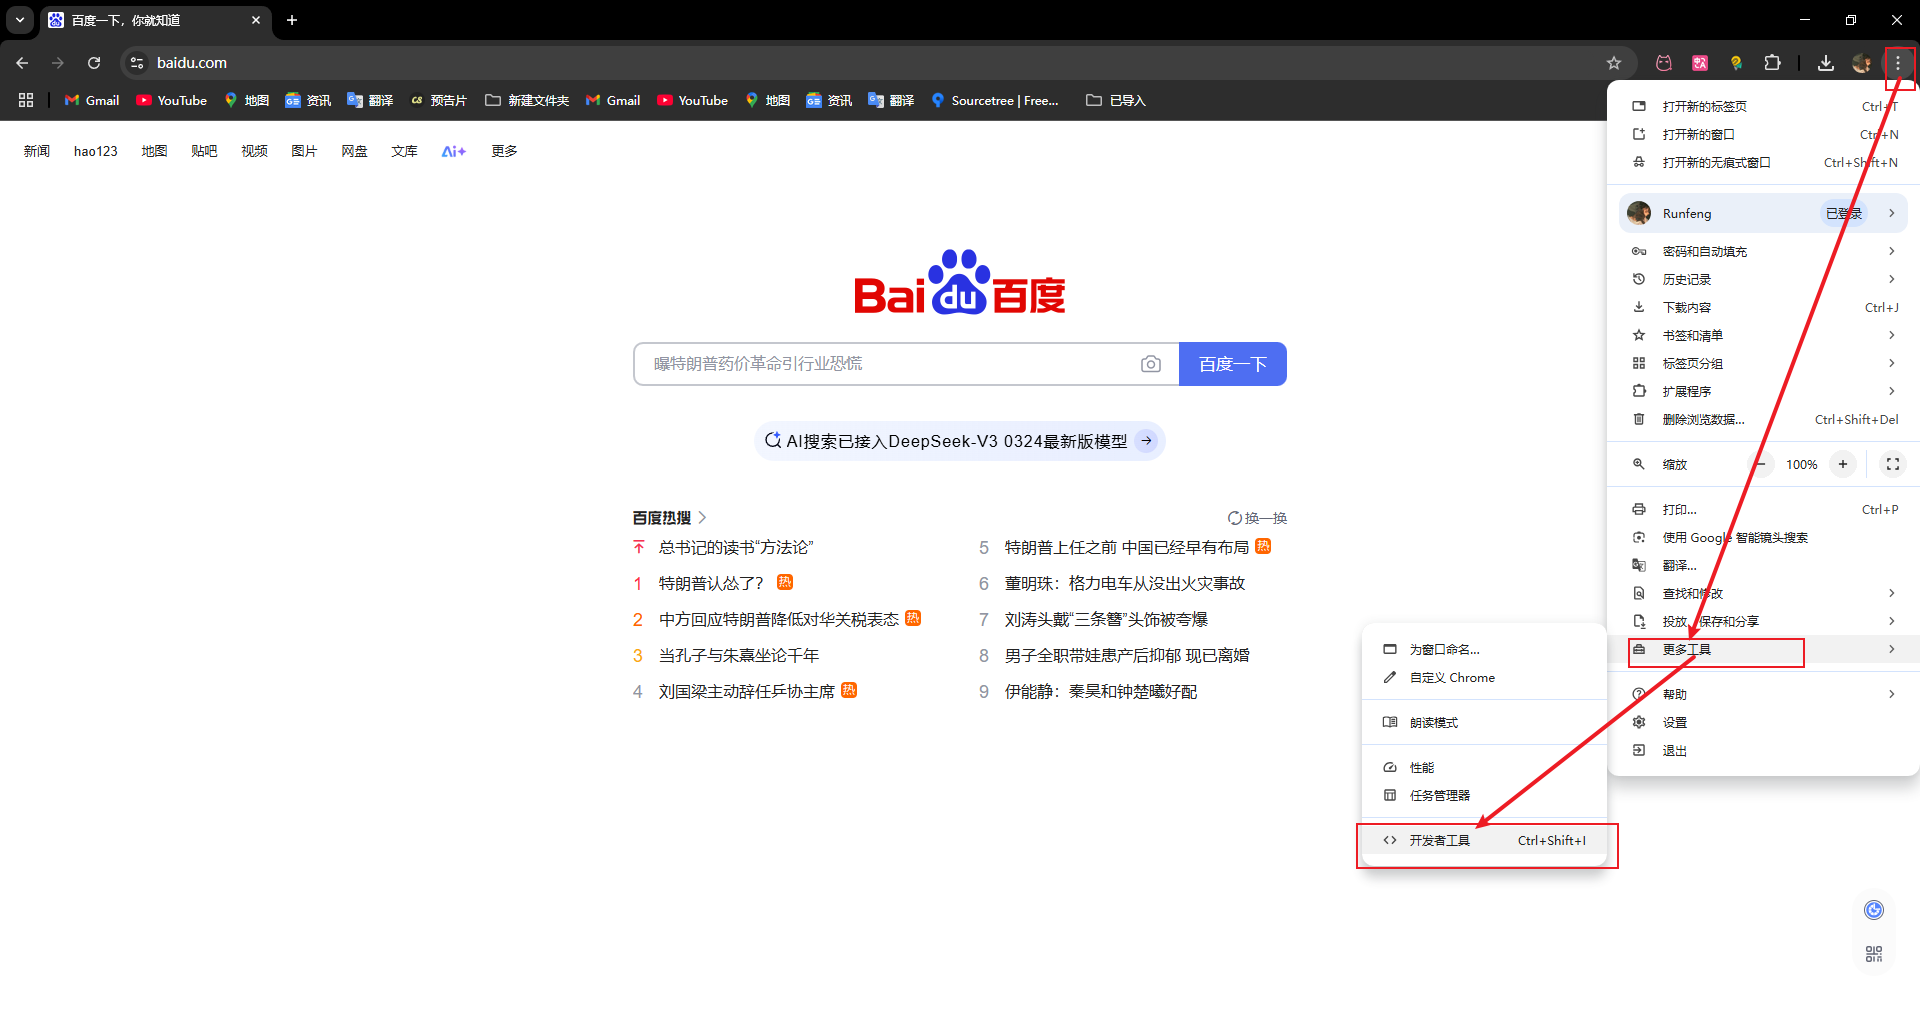 百度一下，你就知道
baidu.com
Gmail YouTube 地图 资讯 翻译 预告片 新建文件夹 Gmail YouTube 地图 资讯 翻译 Sourcetree | Free... 已导入
新闻 hao123 地图 贴吧 视频 图片 网盘 文库 Ai+ 更多
Bai du 百度
曝特朗普药价革命引行业恐慌 百度一下
AI搜索已接入DeepSeek-V3 0324最新版模型
百度热搜 换一换
总书记的读书“方法论”
1 特朗普认怂了？ 热
2 中方回应特朗普降低对华关税表态 热
3 当孔子与朱熹坐论千年
4 刘国梁主动辞任乒协主席 热
5 特朗普上任之前 中国已经早有布局 热
6 董明珠：格力电车从没出火灾事故
7 刘涛头戴“三条簪”头饰被夸爆
8 男子全职带娃患产后抑郁 现已离婚
9 伊能静：秦昊和钟楚曦好配
打开新的标签页 Ctrl+T
打开新的窗口 Ctrl+N
打开新的无痕式窗口 Ctrl+Shift+N
Runfeng 已登录
密码和自动填充
历史记录
下载内容 Ctrl+J
书签和清单
标签页分组
扩展程序
删除浏览数据... Ctrl+Shift+Del
缩放 − 100% +
打印... Ctrl+P
使用 Google 智能镜头搜索
翻译...
查找和修改
投放、保存和分享
更多工具
帮助
设置
退出
为窗口命名...
自定义 Chrome
朗读模式
性能
任务管理器
开发者工具 Ctrl+Shift+I